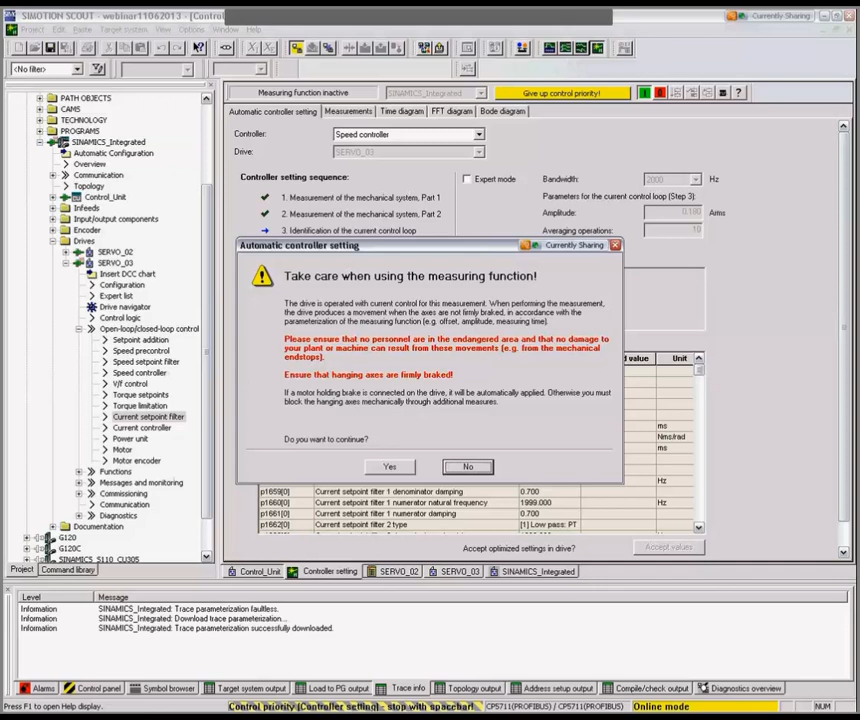 SIMOTION SCOUT - webinar11062013 - [Control
Currently Sharing
Project Edit Target system View Options Window Help
<No filter>
PATH OBJECTS
CAMS
TECHNOLOGY
PROGRAMS
SINAMICS_Integrated
Automatic Configuration
Overview
Communication
Topology
Control_Unit
Infeeds
Input/output components
Encoder
Drives
SERVO_02
SERVO_03
Insert DCC chart
Configuration
Expert list
Drive navigator
Control logic
Open-loop/closed-loop control
Setpoint addition
Speed precontrol
Speed setpoint filter
Speed controller
V/f control
Torque setpoints
Torque limitation
Current setpoint filter
Current controller
Power unit
Motor
Motor encoder
Functions
Messages and monitoring
Commissioning
Communication
Diagnostics
Documentation
G120
G120C
SINAMICS_S110_CU305
Project Command library
Measuring function inactive SINAMICS_Integrated Give up control priority!
Automatic controller setting Measurements Time diagram FFT diagram Bode diagram
Controller: Speed controller
Drive: SERVO_03
Controller setting sequence: Expert mode Bandwidth: 2000 Hz
1. Measurement of the mechanical system, Part 1 Parameters for the current control loop (Step 3):
2. Measurement of the mechanical system, Part 2 Amplitude: 0.180 Arms
3. Identification of the current control loop Averaging operations: 10
Automatic controller setting Currently Sharing
Take care when using the measuring function!
The drive is operated with current control for this measurement. When performing the measurement,
the drive produces a movement when the axes are not firmly braked, in accordance with the
parameterization of the measuring function (e.g. offset, amplitude, measuring time).
Please ensure that no personnel are in the endangered area and that no damage to
your plant or machine can result from these movements (e.g. from the mechanical
endstops).
Ensure that hanging axes are firmly braked!
If a motor holding brake is connected on the drive, it will be automatically applied. Otherwise you must
block the hanging axes mechanically through additional measures.
Do you want to continue?
Yes No
d value Unit
ms
Nms/rad
ms
Hz
p1659[0] Current setpoint filter 1 denominator damping 0.700
p1660[0] Current setpoint filter 1 numerator natural frequency 1999.000 Hz
p1661[0] Current setpoint filter 1 numerator damping 0.700
p1662[0] Current setpoint filter 2 type [1] Low pass: PT
Accept optimized settings in drive? Accept values
Control_Unit Controller setting SERVO_02 SERVO_03 SINAMICS_Integrated
Level Message
Information SINAMICS_Integrated: Trace parameterization faultless.
Information SINAMICS_Integrated: Download trace parameterization...
Information SINAMICS_Integrated: Trace parameterization successfully downloaded.
Alarms Control panel Symbol browser Target system output Load to PG output Trace info Topology output Address setup output Compile/check output Diagnostics overview
Press F1 to open Help display. Control priority (Controller setting) - stop with spacebar! CP5711(PROFIBUS) / CP5711(PROFIBUS) Online mode NUM